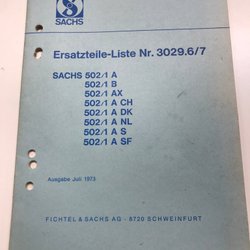 SACHS
Ersatzteile-Liste Nr. 3029.6/7
SACHS 502/1 A
502/1 B
502/1 AX
502/1 A CH
502/1 A DK
502/1 A NL
502/1 A S
502/1 A SF
Ausgabe Juli 1973
FICHTEL & SACHS AG - 8720 SCHWEINFURT